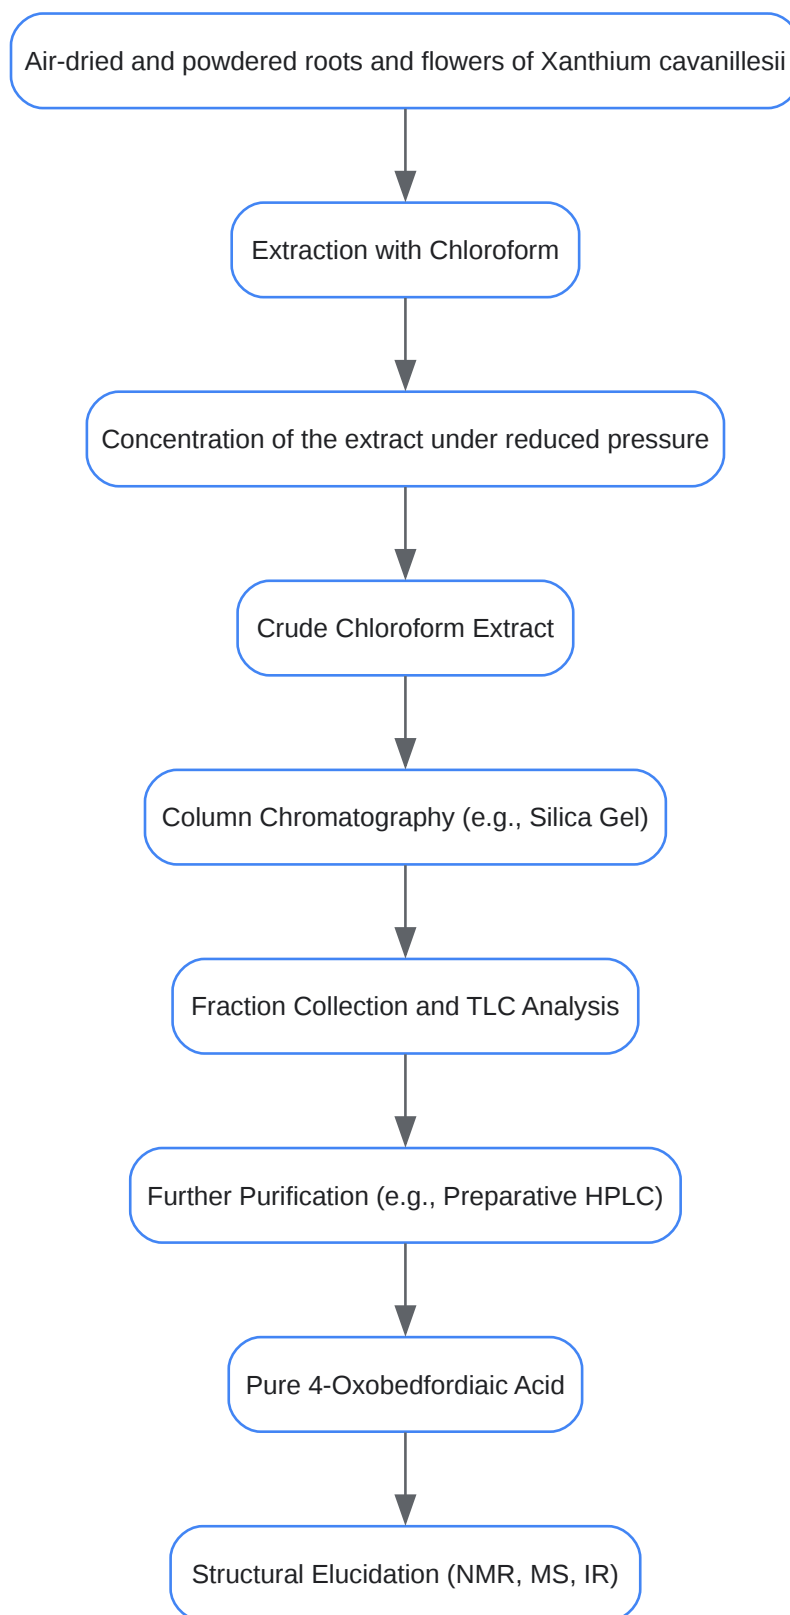 Air-dried and powdered roots and flowers of Xanthium cavanillesii
Extraction with Chloroform
Concentration of the extract under reduced pressure
Crude Chloroform Extract
Column Chromatography (e.g., Silica Gel)
Fraction Collection and TLC Analysis
Further Purification (e.g., Preparative HPLC)
Pure 4-Oxobedfordiaic Acid
Structural Elucidation (NMR, MS, IR)